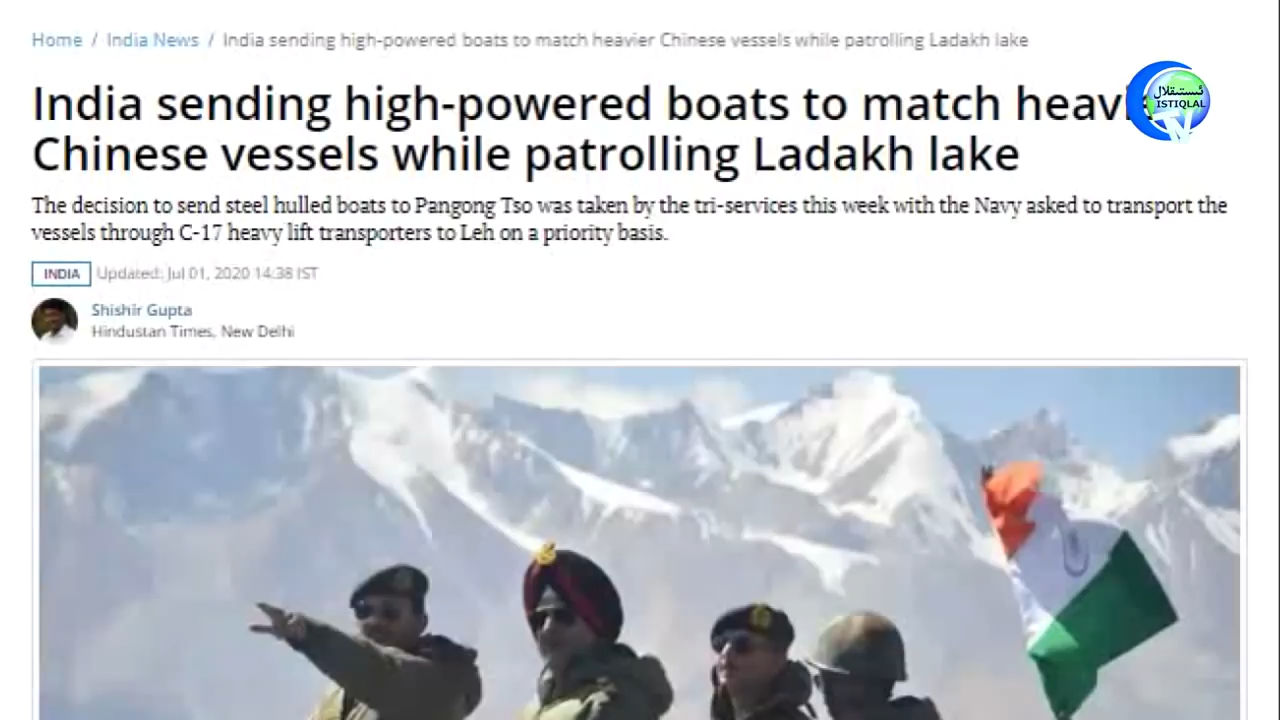 Home / India News / India sending high-powered boats to match heavier Chinese vessels while patrolling Ladakh lake
India sending high-powered boats to match heavi
Chinese vessels while patrolling Ladakh lake
ئىستىقلال
ISTIQLAL
TV
The decision to send steel hulled boats to Pangong Tso was taken by the tri-services this week with the Navy asked to transport the
vessels through C-17 heavy lift transporters to Leh on a priority basis.
INDIA Updated: Jul 01, 2020 14:38 IST
Shishir Gupta
Hindustan Times, New Delhi